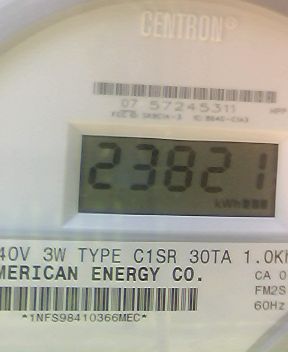 CENTRON®
07 57245311
23821
kWh
40V 3W TYPE C1SR 30TA 1.0Kh
MERICAN ENERGY CO.
CA 0
FM2S
60Hz
*1NFS98410366MEC*